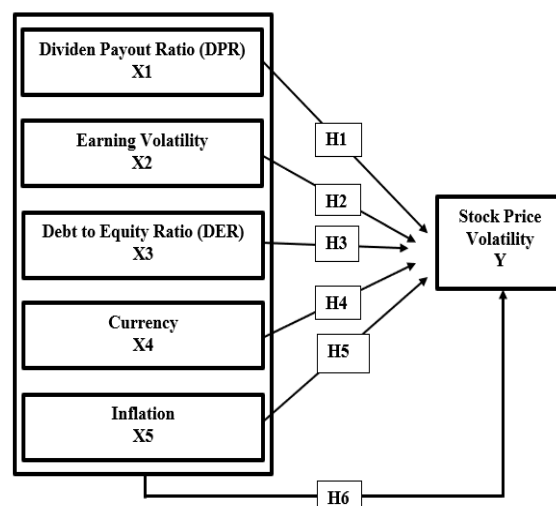 Dividen Payout Ratio (DPR)
X1
Earning Volatility
X2
Debt to Equity Ratio (DER)
X3
Currency
X4
Inflation
X5
H1
H2
H3
H4
H5
H6
Stock Price
Volatility
Y